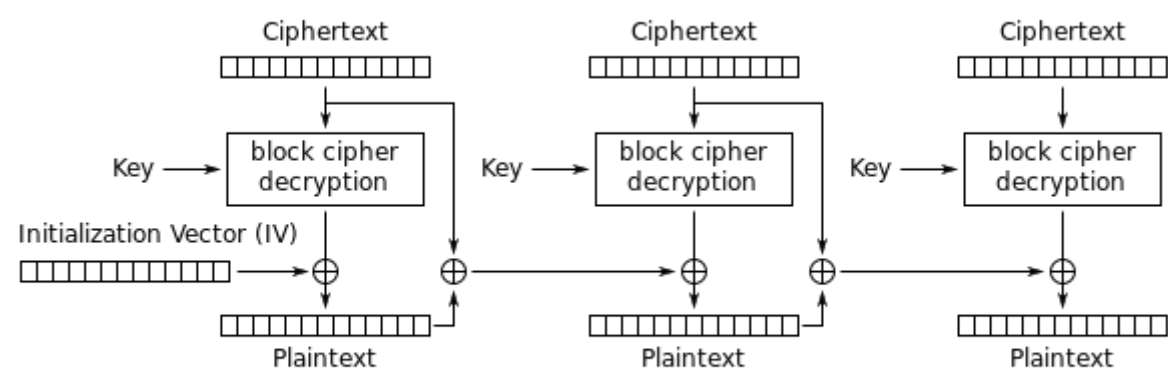 Ciphertext
Ciphertext
Ciphertext
block cipher
decryption
block cipher
decryption
block cipher
decryption
Key
Key
Key
Initialization Vector (IV)
Plaintext
Plaintext
Plaintext